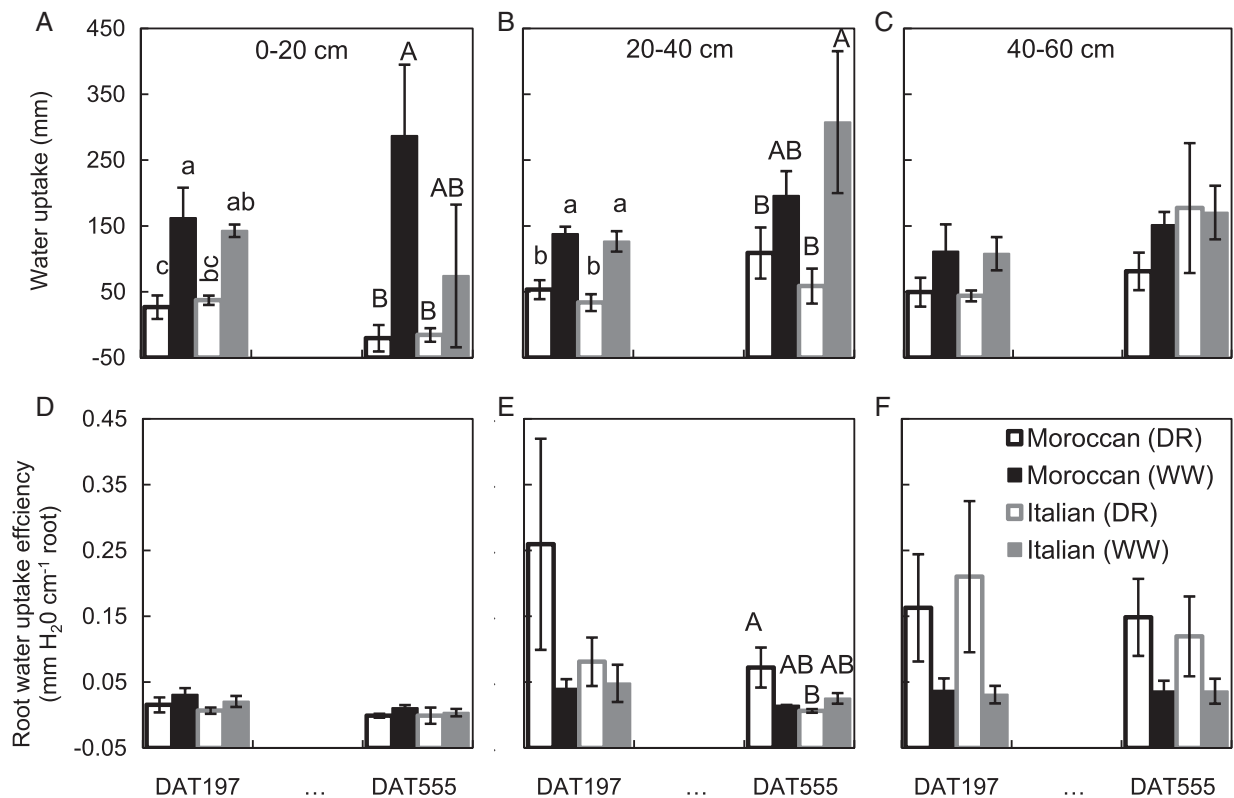 A
B
C
450
350
250
150
50
-50
Water uptake (mm)
0-20 cm
20-40 cm
40-60 cm
c
a
bc
ab
B
A
B
AB
b
a
b
a
B
AB
B
A
D
E
F
0.45
0.35
0.25
0.15
0.05
-0.05
Root water uptake effciency
(mm H₂0 cm⁻¹ root)
A
AB
B
AB
Moroccan (DR)
Moroccan (WW)
Italian (DR)
Italian (WW)
DAT197 ... DAT555
DAT197 ... DAT555
DAT197 ... DAT555